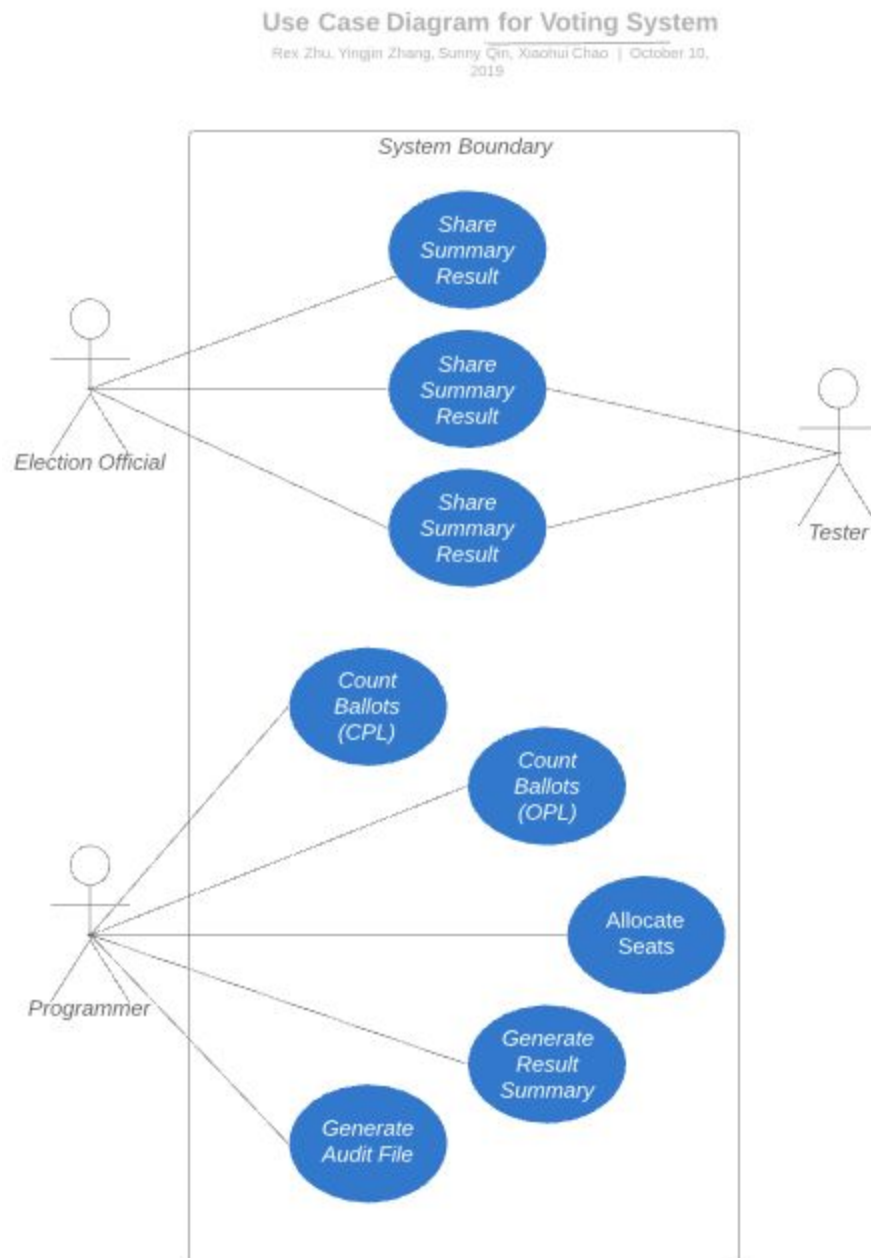 Use Case Diagram for Voting System
Rex Zhu, Yingjin Zhang, Sunny Qin, Xiaohui Chao | October 10,
2019
System Boundary
Share
Summary
Result
Share
Summary
Result
Election Official
Share
Summary
Result
Tester
Count
Ballots
(CPL)
Count
Ballots
(OPL)
Allocate
Seats
Programmer
Generate
Result
Summary
Generate
Audit File